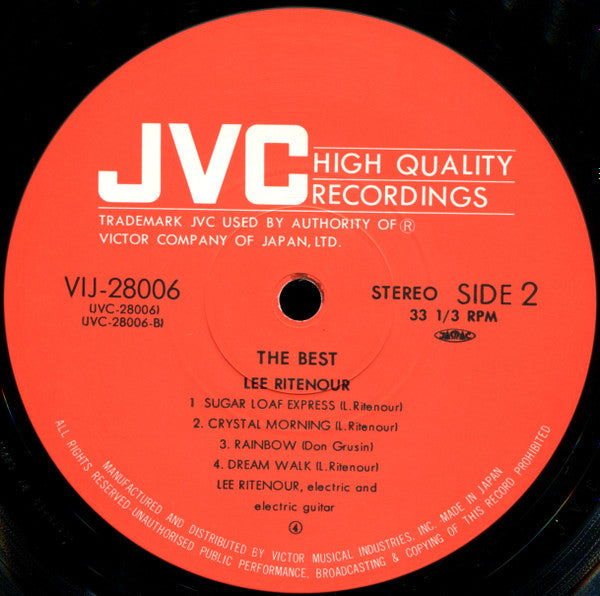 JVC
HIGH QUALITY
RECORDINGS
TRADEMARK JVC USED BY AUTHORITY OF ®
VICTOR COMPANY OF JAPAN, LTD.
VIJ-28006
(JVC-28006)
(JVC-28006-B)
STEREO SIDE 2
33 1/3 RPM
JASRAC
THE BEST
LEE RITENOUR
1 SUGAR LOAF EXPRESS (L.Ritenour)
2. CRYSTAL MORNING (L.Ritenour)
3. RAINBOW (Don Grusin)
4. DREAM WALK (L.Ritenour)
LEE RITENOUR, electric and
electric guitar
④
MANUFACTURED AND DISTRIBUTED BY VICTOR MUSICAL INDUSTRIES, INC. MADE IN JAPAN
ALL RIGHTS RESERVED. UNAUTHORISED PUBLIC PERFORMANCE, BROADCASTING & COPYING OF THIS RECORD PROHIBITED